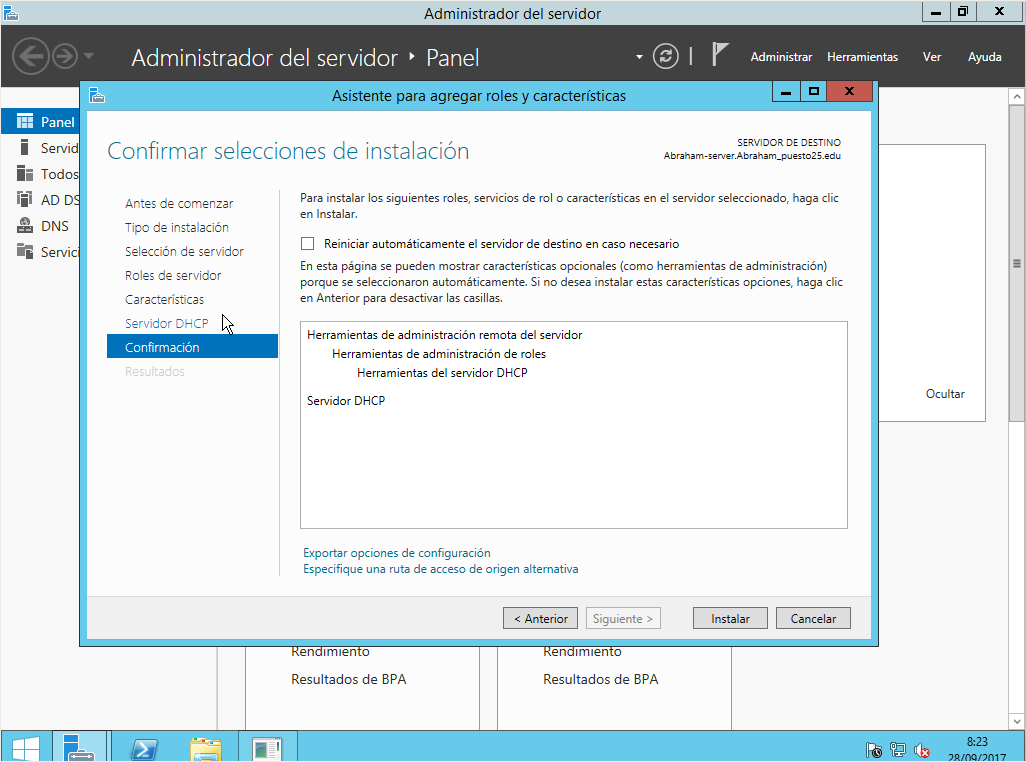 Administrador del servidor
Administrador del servidor ‣ Panel
Administrar Herramientas Ver Ayuda
Asistente para agregar roles y características
Panel
Servid
Todos
AD DS
DNS
Servici
Confirmar selecciones de instalación
SERVIDOR DE DESTINO
Abraham-server.Abraham_puesto25.edu
Antes de comenzar
Tipo de instalación
Selección de servidor
Roles de servidor
Características
Servidor DHCP
Confirmación
Resultados
Para instalar los siguientes roles, servicios de rol o características en el servidor seleccionado, haga clic
en Instalar.
Reiniciar automáticamente el servidor de destino en caso necesario
En esta página se pueden mostrar características opcionales (como herramientas de administración)
porque se seleccionaron automáticamente. Si no desea instalar estas características opciones, haga clic
en Anterior para desactivar las casillas.
Herramientas de administración remota del servidor
Herramientas de administración de roles
Herramientas del servidor DHCP
Servidor DHCP
Ocultar
Exportar opciones de configuración
Especifique una ruta de acceso de origen alternativa
< Anterior Siguiente > Instalar Cancelar
Rendimiento Rendimiento
Resultados de BPA Resultados de BPA
8:23
28/09/2017